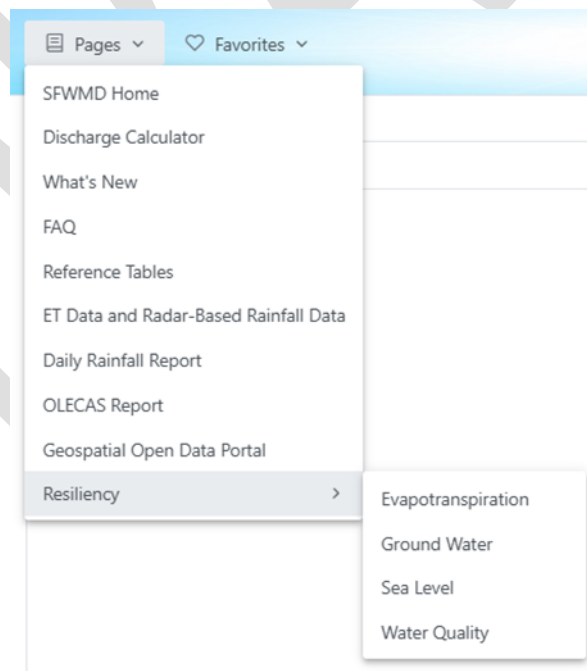 Pages
Favorites
SFWMD Home
Discharge Calculator
What's New
FAQ
Reference Tables
ET Data and Radar-Based Rainfall Data
Daily Rainfall Report
OLECAS Report
Geospatial Open Data Portal
Resiliency
Evapotranspiration
Ground Water
Sea Level
Water Quality